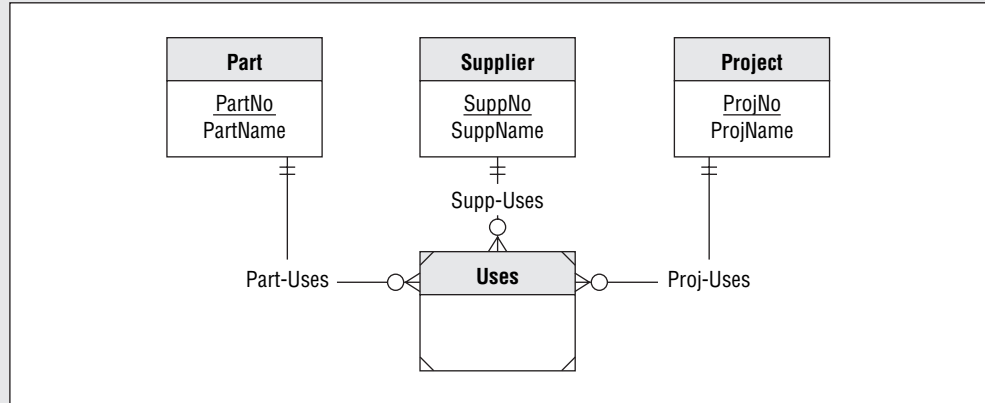 Part
PartNo
PartName
Supplier
SuppNo
SuppName
Project
ProjNo
ProjName
Supp-Uses
Part-Uses
Uses
Proj-Uses